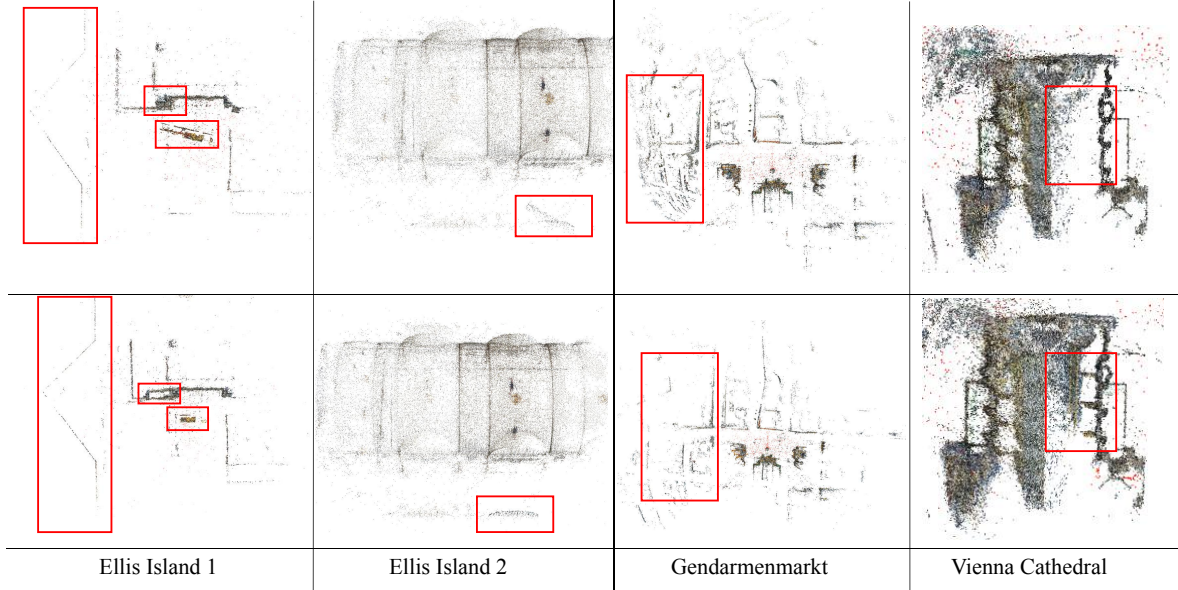 Ellis Island 1
Ellis Island 2
Gendarmenmarkt
Vienna Cathedral